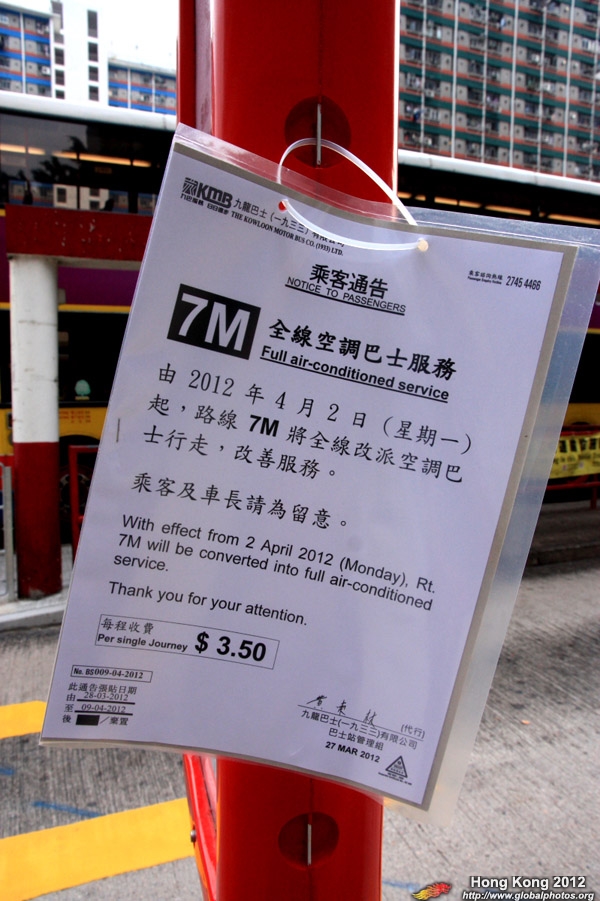 KMB 九龍巴士(一九三三)有限公司
THE KOWLOON MOTOR BUS CO. (1933) LTD.
乘客通告
NOTICE TO PASSENGERS
乘客諮詢熱線
Passenger Enquiry Hotline
2745 4466
7M
全線空調巴士服務
Full air-conditioned service
由 2012 年 4 月 2 日 (星期一)
起，路線 7M 將全線改派空調巴
士行走，改善服務。
乘客及車長請為留意。
With effect from 2 April 2012 (Monday), Rt.
7M will be converted into full air-conditioned
service.
Thank you for your attention.
每程收費
Per single Journey $ 3.50
No. BS009-04-2012
此通告張貼日期
由 28-03-2012
至 09-04-2012
後 /棄置
(代行)
九龍巴士(一九三三)有限公司
巴士站管理組
27 MAR 2012
Hong Kong 2012
http://www.globalphotos.org